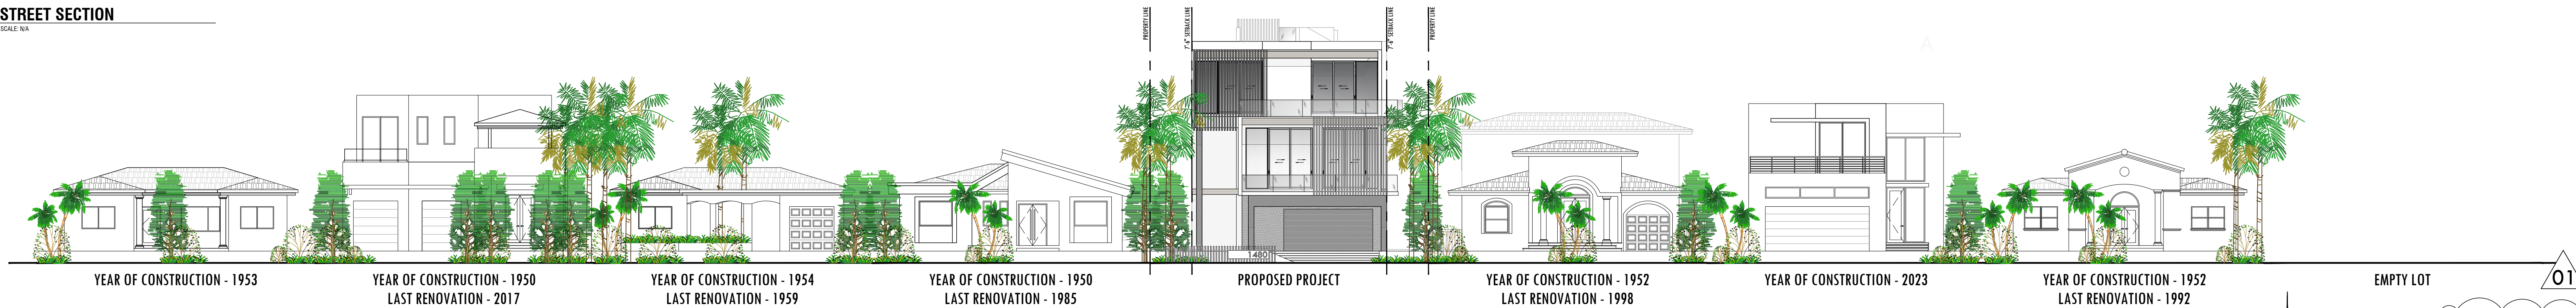 STREET SECTION
SCALE: N/A
PROPERTY LINE
7'-6" SETBACK LINE
7'-6" SETBACK LINE
PROPERTY LINE
1480
YEAR OF CONSTRUCTION - 1953
YEAR OF CONSTRUCTION - 1950
LAST RENOVATION - 2017
YEAR OF CONSTRUCTION - 1954
LAST RENOVATION - 1959
YEAR OF CONSTRUCTION - 1950
LAST RENOVATION - 1985
PROPOSED PROJECT
YEAR OF CONSTRUCTION - 1952
LAST RENOVATION - 1998
YEAR OF CONSTRUCTION - 2023
YEAR OF CONSTRUCTION - 1952
LAST RENOVATION - 1992
EMPTY LOT
01